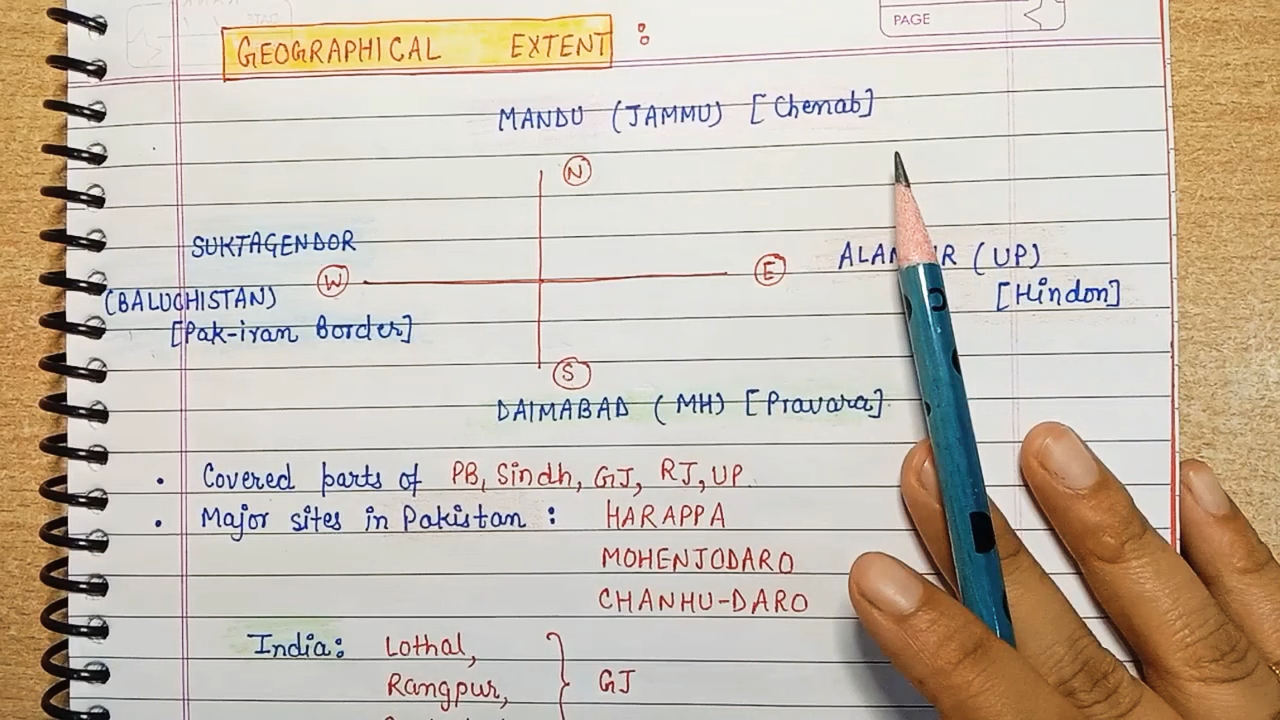 PAGE
GEOGRAPHICAL EXTENT :
MANDU (JAMMU) [Chenab]
N
SUKTAGENDOR
W
E
(UP)
(BALUCHISTAN)
[Hindon]
[Pak-iran Border]
S
DAIMABAD (MH) [Pravara]
• Covered parts of PB, Sindh, GJ, RJ, UP.
• Major sites in Pakistan : HARAPPA
MOHENJODARO
CHANHU-DARO
India: Lothal,
Rangpur,
GJ